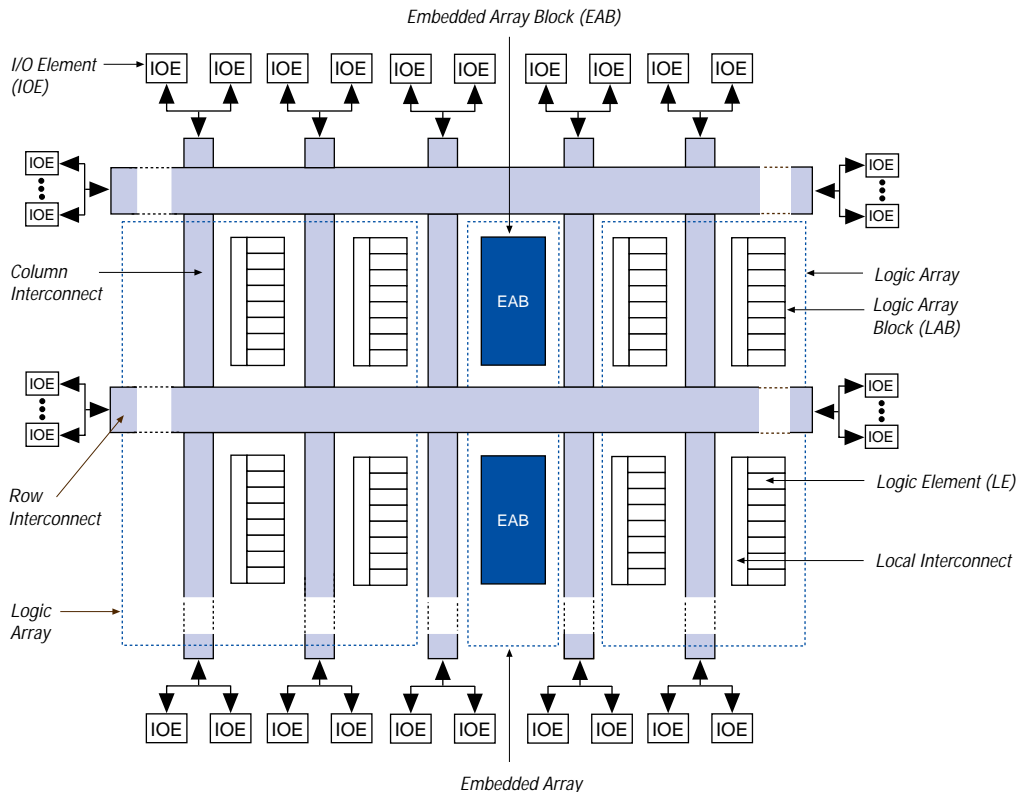 Embedded Array Block (EAB)
I/O Element
(IOE)
IOE IOE IOE IOE IOE IOE IOE IOE IOE IOE
IOE IOE
IOE IOE
Column
Interconnect
EAB
Logic Array
Logic Array
Block (LAB)
IOE IOE
IOE IOE
Row
Interconnect
EAB
Logic Element (LE)
Local Interconnect
Logic
Array
IOE IOE IOE IOE IOE IOE IOE IOE IOE IOE
Embedded Array